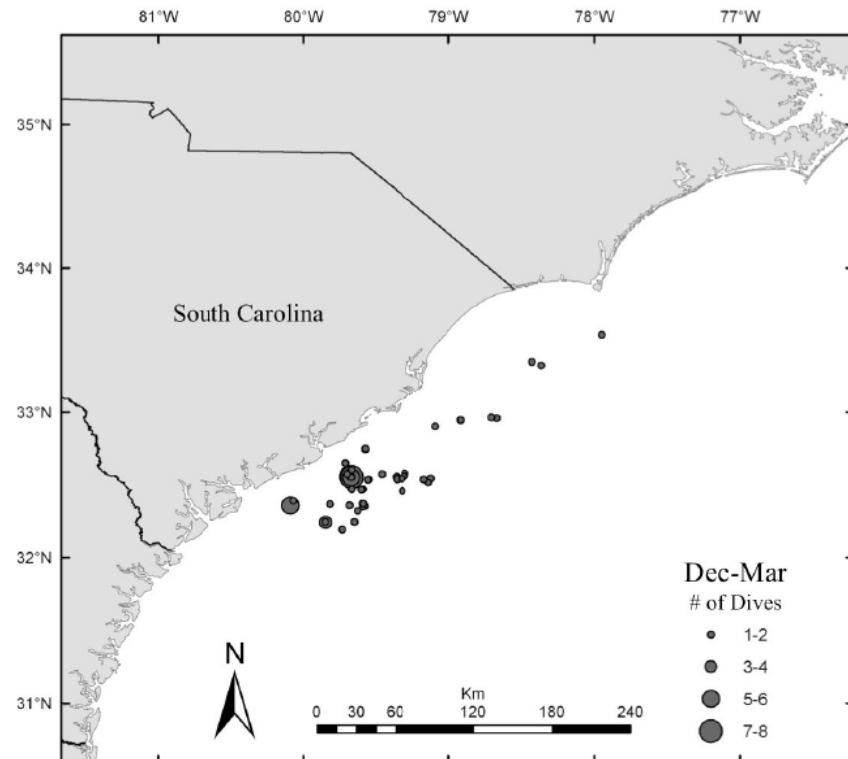 81°W 80°W 79°W 78°W 77°W
35°N
34°N
South Carolina
33°N
32°N
Dec-Mar
# of Dives
1-2
3-4
5-6
7-8
N
Km
0 30 60 120 180 240
31°N